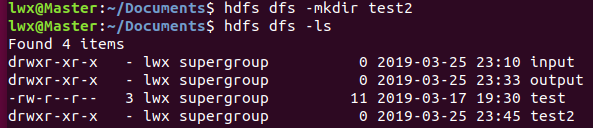 lwx@Master:~/Documents$ hdfs dfs -mkdir test2
lwx@Master:~/Documents$ hdfs dfs -ls
Found 4 items
drwxr-xr-x   - lwx supergroup          0 2019-03-25 23:10 input
drwxr-xr-x   - lwx supergroup          0 2019-03-25 23:33 output
-rw-r--r--   3 lwx supergroup         11 2019-03-17 19:30 test
drwxr-xr-x   - lwx supergroup          0 2019-03-25 23:45 test2